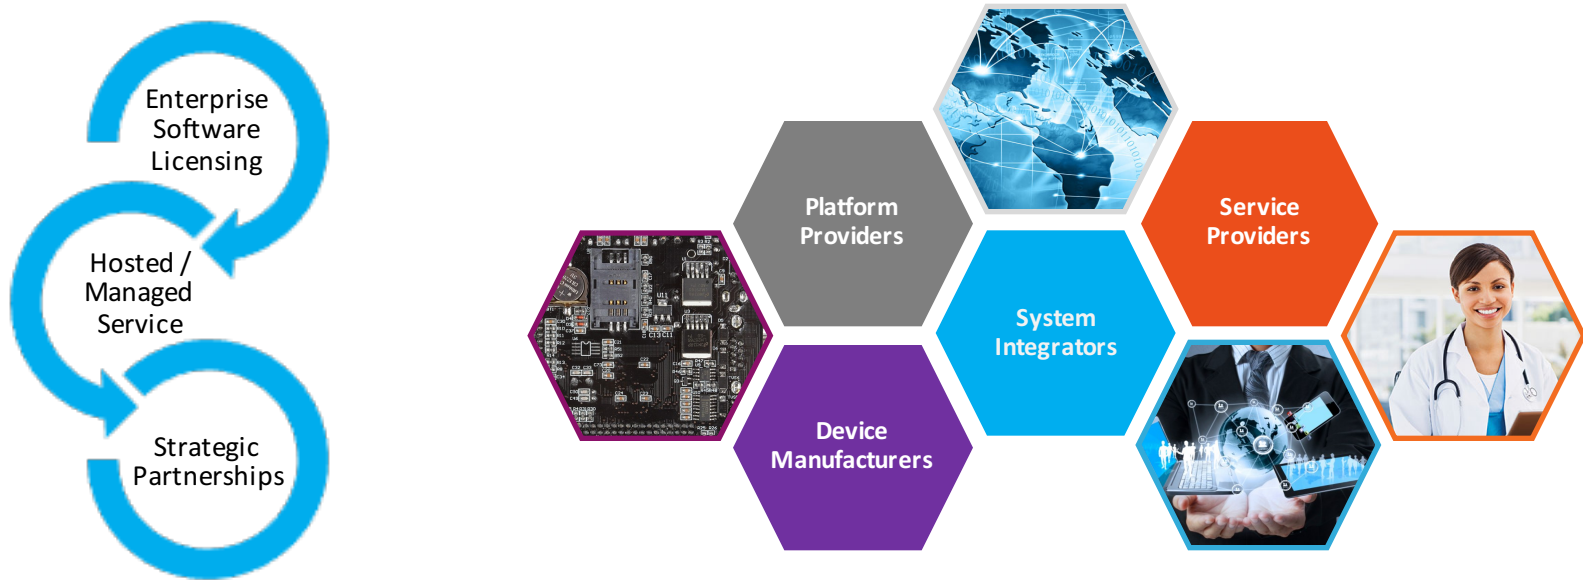 Enterprise
Software
Licensing
Hosted /
Managed
Service
Strategic
Partnerships
Platform
Providers
Service
Providers
System
Integrators
Device
Manufacturers